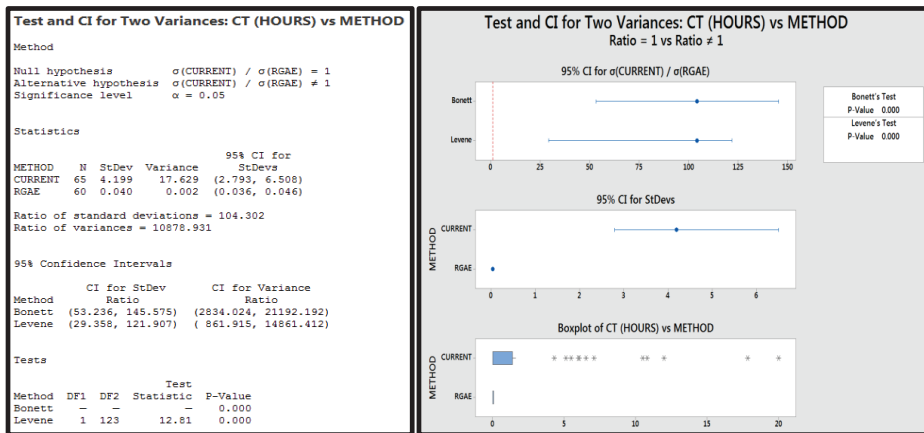 Test and CI for Two Variances: CT (HOURS) vs METHOD
Method
Null hypothesis σ(CURRENT) / σ(RGAE) = 1
Alternative hypothesis σ(CURRENT) / σ(RGAE) ≠ 1
Significance level α = 0.05
Statistics
95% CI for
METHOD N StDev Variance StDevs
CURRENT 65 4.199 17.629 (2.793, 6.508)
RGAE 60 0.040 0.002 (0.036, 0.046)
Ratio of standard deviations = 104.302
Ratio of variances = 10878.931
95% Confidence Intervals
CI for StDev CI for Variance
Method Ratio Ratio
Bonett (53.236, 145.575) (2834.024, 21192.192)
Levene (29.358, 121.907) ( 861.915, 14861.412)
Tests
Test
Method DF1 DF2 Statistic P-Value
Bonett — — — 0.000
Levene 1 123 12.81 0.000
Test and CI for Two Variances: CT (HOURS) vs METHOD
Ratio = 1 vs Ratio ≠ 1
95% CI for σ(CURRENT) / σ(RGAE)
Bonett
Levene
0 25 50 75 100 125 150
Bonett's Test
P-Value 0.000
Levene's Test
P-Value 0.000
95% CI for StDevs
METHOD
CURRENT
RGAE
0 1 2 3 4 5 6
Boxplot of CT (HOURS) vs METHOD
METHOD
CURRENT
RGAE
0 5 10 15 20